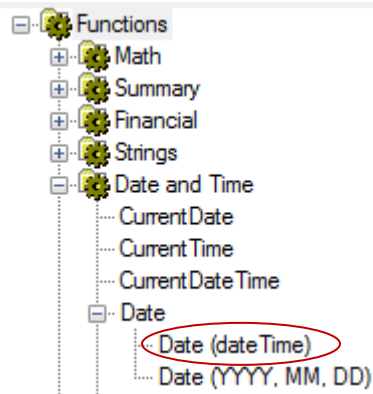 Functions
Math
Summary
Financial
Strings
Date and Time
CurrentDate
CurrentTime
CurrentDateTime
Date
Date (dateTime)
Date (YYYY, MM, DD)